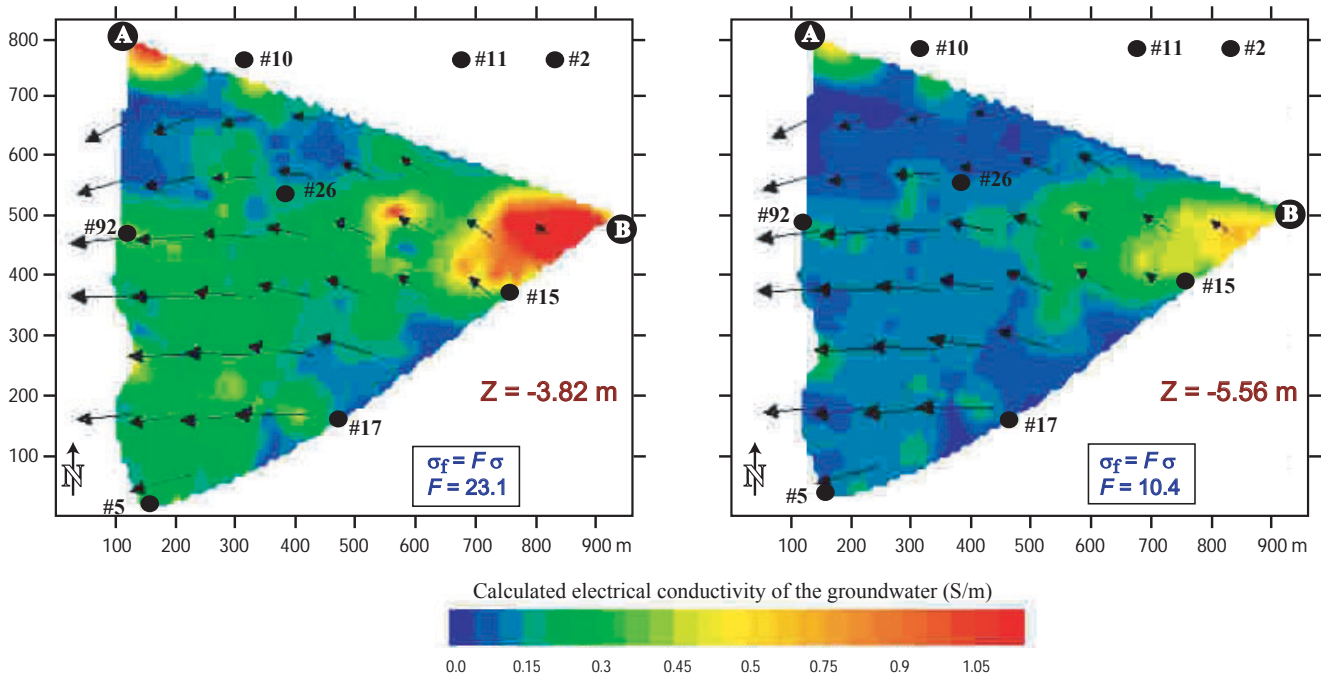 A
A
800
#10
#11
#2
#10
#11
#2
700
600
#26
#26
500
#92
B
#92
B
400
#15
#15
300
Z = -3.82 m
Z = -5.56 m
200
#17
#17
100
N
σf = F σ
F = 23.1
N
σf = F σ
F = 10.4
#5
#5
100 200 300 400 500 600 700 800 900 m
100 200 300 400 500 600 700 800 900 m
Calculated electrical conductivity of the groundwater (S/m)
0.0 0.15 0.3 0.45 0.5 0.75 0.9 1.05